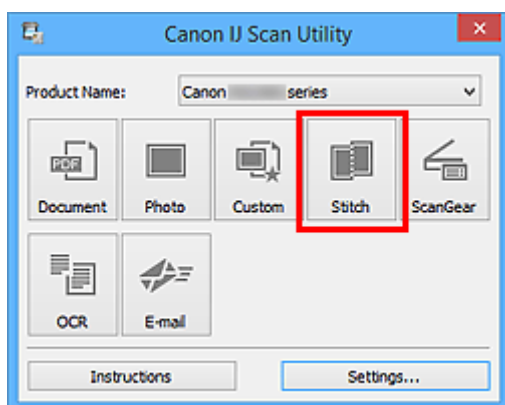 Canon IJ Scan Utility
Product Name: Canon series
PDF
Document Photo Custom Stitch ScanGear
OCR E-mail
Instructions Settings...